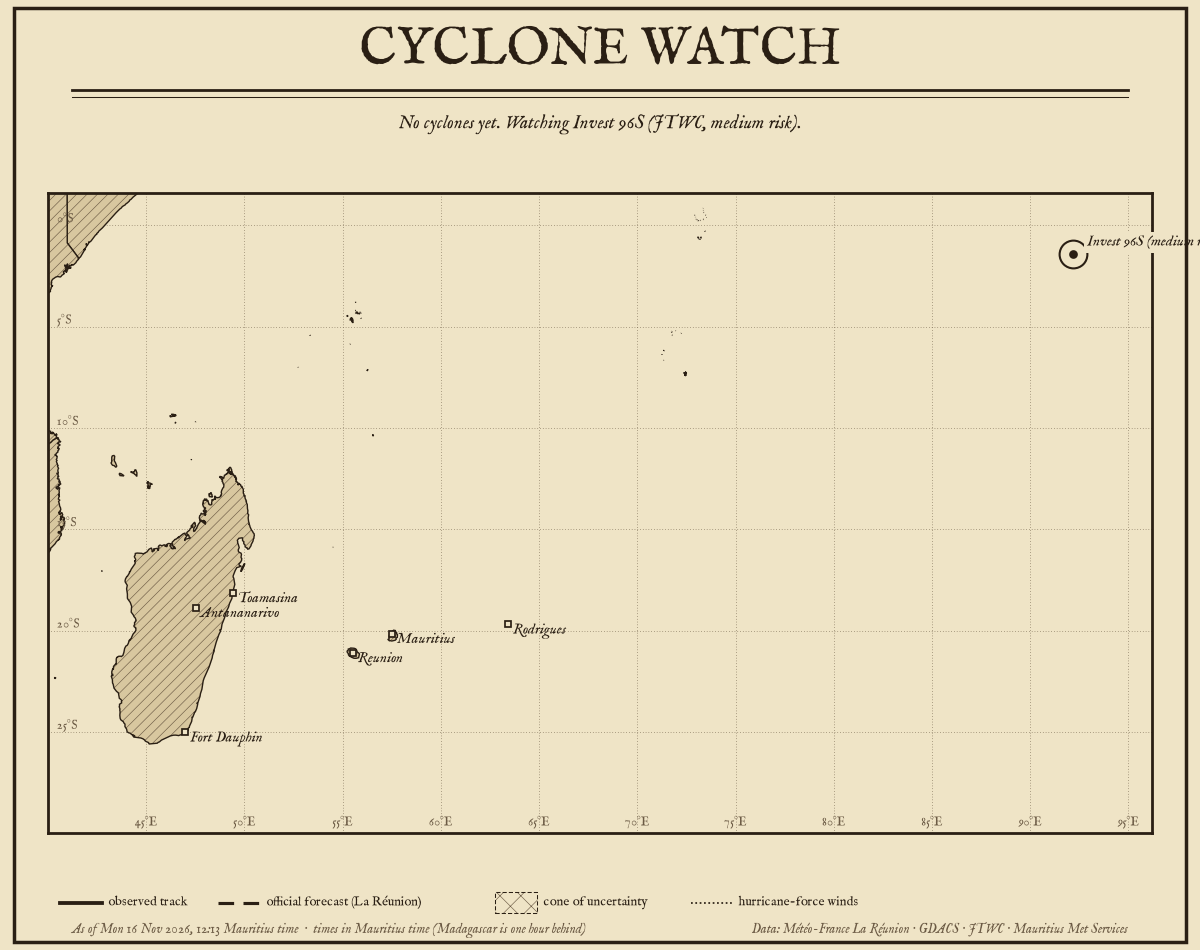 CYCLONE WATCH
No cyclones yet. Watching Invest 96S (JTWC, medium risk).
0°S
Invest 96S (medium
5°S
10°S
°S
Toamasina
Antananarivo
20°S
Rodrigues
Mauritius
Reunion
25°S
Fort Dauphin
45°E 50°E 55°E 60°E 65°E 70°E 75°E 80°E 85°E 90°E 95°E
observed track official forecast (La Réunion) cone of uncertainty hurricane-force winds
As of Mon 16 Nov 2026, 12:13 Mauritius time · times in Mauritius time (Madagascar is one hour behind)
Data: Météo-France La Réunion · GDACS · JTWC · Mauritius Met Services